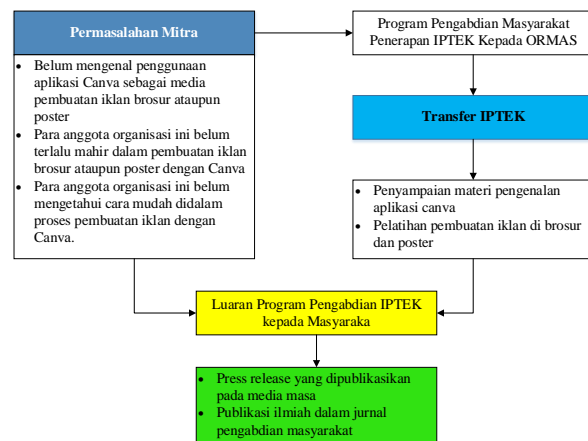 Permasalahan Mitra
• Belum mengenal penggunaan
aplikasi Canva sebagai media
pembuatan iklan brosur ataupun
poster
• Para anggota organisasi ini belum
terlalu mahir dalam pembuatan iklan
brosur ataupun poster dengan Canva
• Para anggota organisasi ini belum
mengetahui cara mudah didalam
proses pembuatan iklan dengan
Canva.
Program Pengabdian Masyarakat
Penerapan IPTEK Kepada ORMAS
Transfer IPTEK
• Penyampaian materi pengenalan
aplikasi canva
• Pelatihan pembuatan iklan di brosur
dan poster
Luaran Program Pengabdian IPTEK
kepada Masyaraka
• Press release yang dipublikasikan
pada media masa
• Publikasi ilmiah dalam jurnal
pengabdian masyarakat